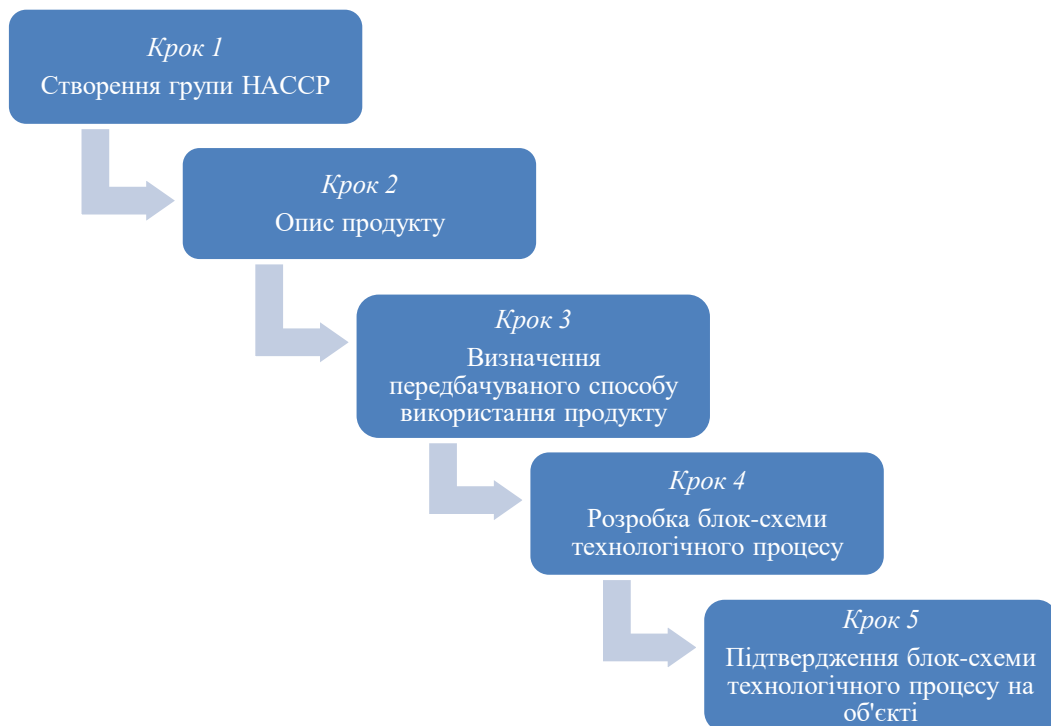 Крок 1
Створення групи НАССР
Крок 2
Опис продукту
Крок 3
Визначення
передбачуваного способу
використання продукту
Крок 4
Розробка блок-схеми
технологічного процесу
Крок 5
Підтвердження блок-схеми
технологічного процесу на
об'єкті